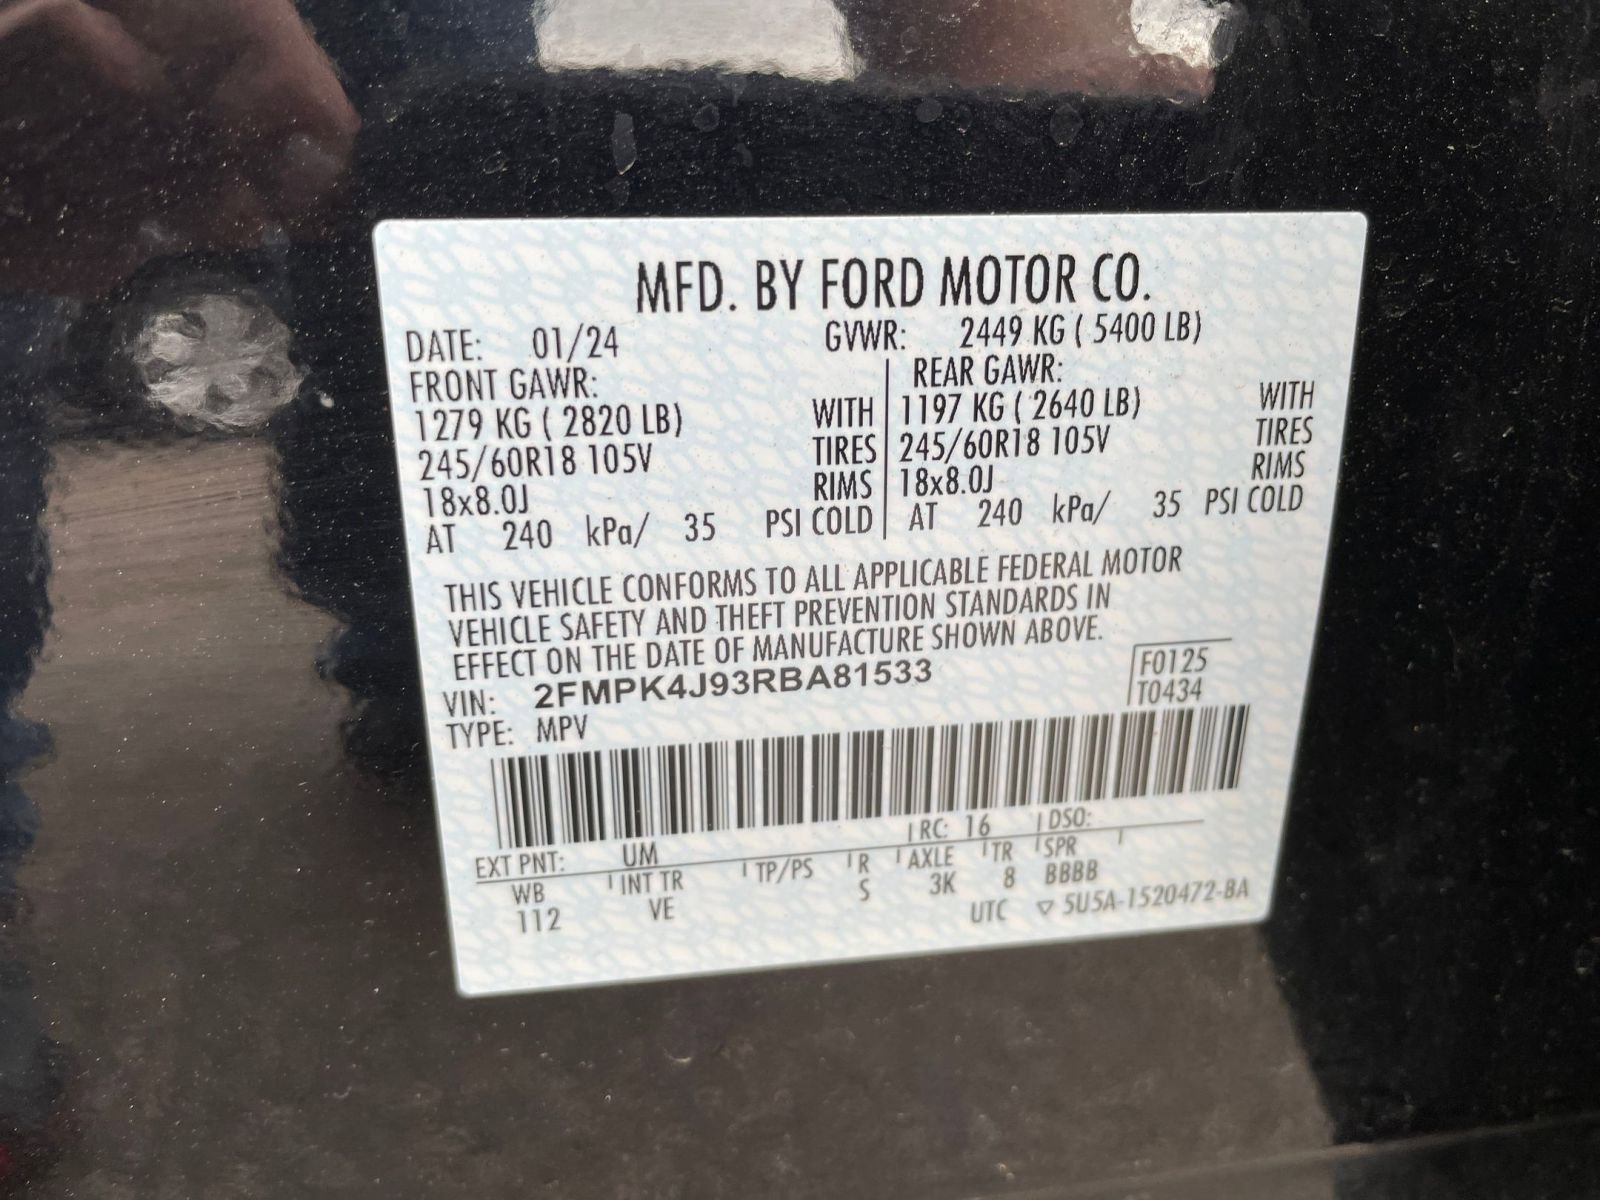 MFD. BY FORD MOTOR CO.
DATE: 01/24 GVWR: 2449 KG ( 5400 LB)
FRONT GAWR: REAR GAWR:
1279 KG ( 2820 LB) WITH 1197 KG ( 2640 LB) WITH
245/60R18 105V TIRES 245/60R18 105V TIRES
18x8.0J RIMS 18x8.0J RIMS
AT 240 kPa/ 35 PSI COLD AT 240 kPa/ 35 PSI COLD
THIS VEHICLE CONFORMS TO ALL APPLICABLE FEDERAL MOTOR
VEHICLE SAFETY AND THEFT PREVENTION STANDARDS IN
EFFECT ON THE DATE OF MANUFACTURE SHOWN ABOVE.
VIN: 2FMPK4J93RBA81533 F0125
TYPE: MPV T0434
EXT PNT: UM RC: 16 DSO:
WB INT TR TP/PS R AXLE TR SPR
112 VE S 3K 8 BBBB
UTC ▽ 5U5A-1520472-BA